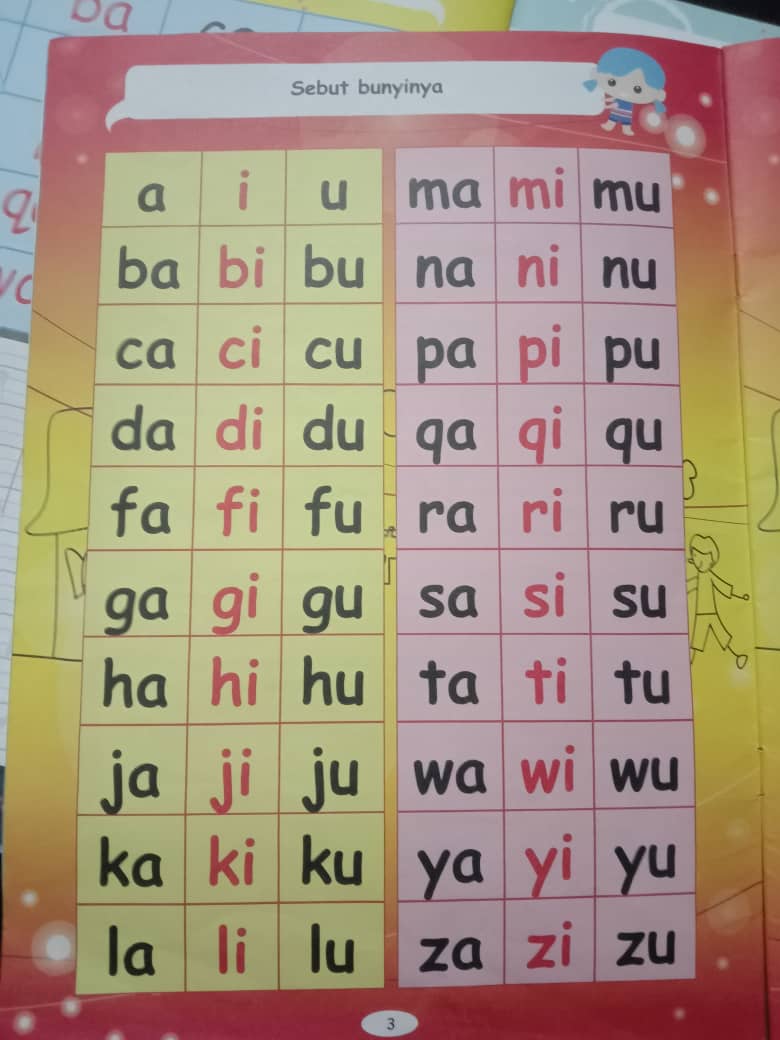 ba
Sebut bunyinya
a i u ma mi mu
ba bi bu na ni nu
ca ci cu pa pi pu
da di du qa qi qu
fa fi fu ra ri ru
ga gi gu sa si su
ha hi hu ta ti tu
ja ji ju wa wi wu
ka ki ku ya yi yu
la li lu za zi zu
3